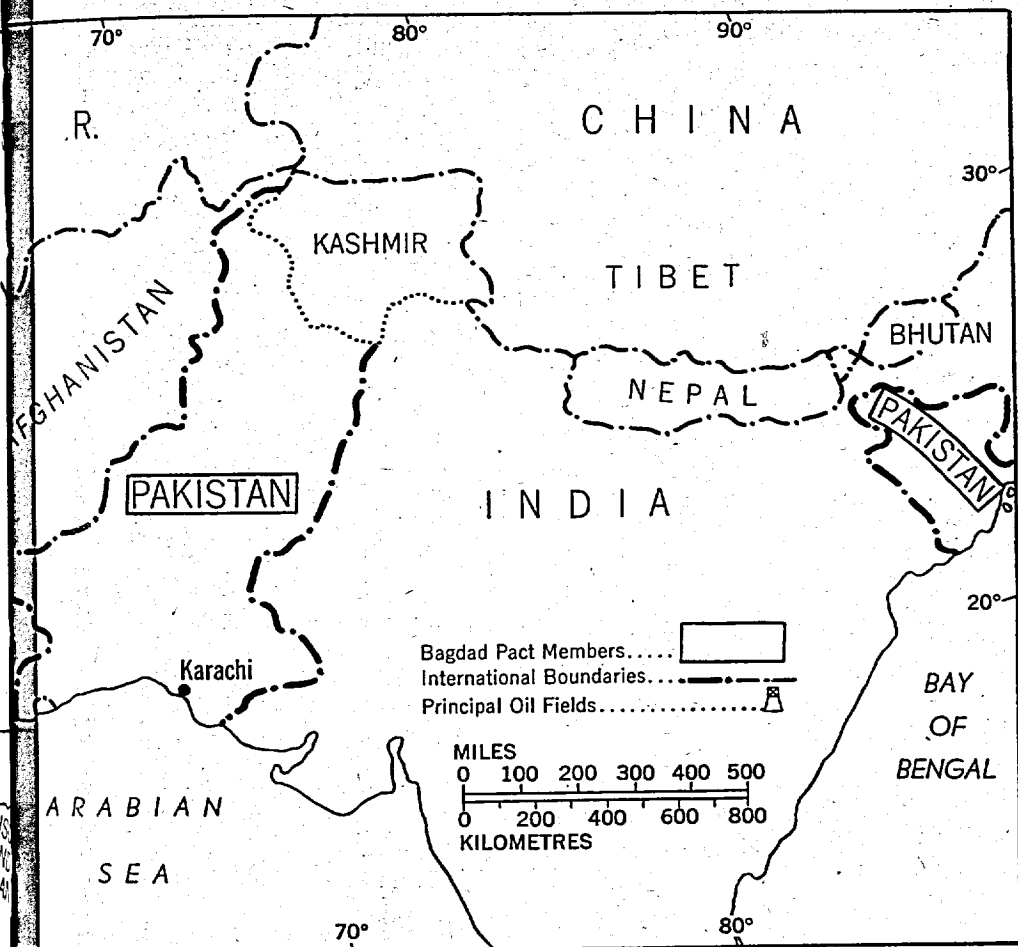 70°
80°
90°
R.
CHINA
30°
KASHMIR
TIBET
AFGHANISTAN
BHUTAN
NEPAL
PAKISTAN
PAKISTAN
INDIA
20°
Bagdad Pact Members.....
International Boundaries...
Principal Oil Fields................
Karachi
BAY
OF
BENGAL
MILES
0 100 200 300 400 500
0 200 400 600 800
KILOMETRES
ARABIAN
SEA
70°
80°